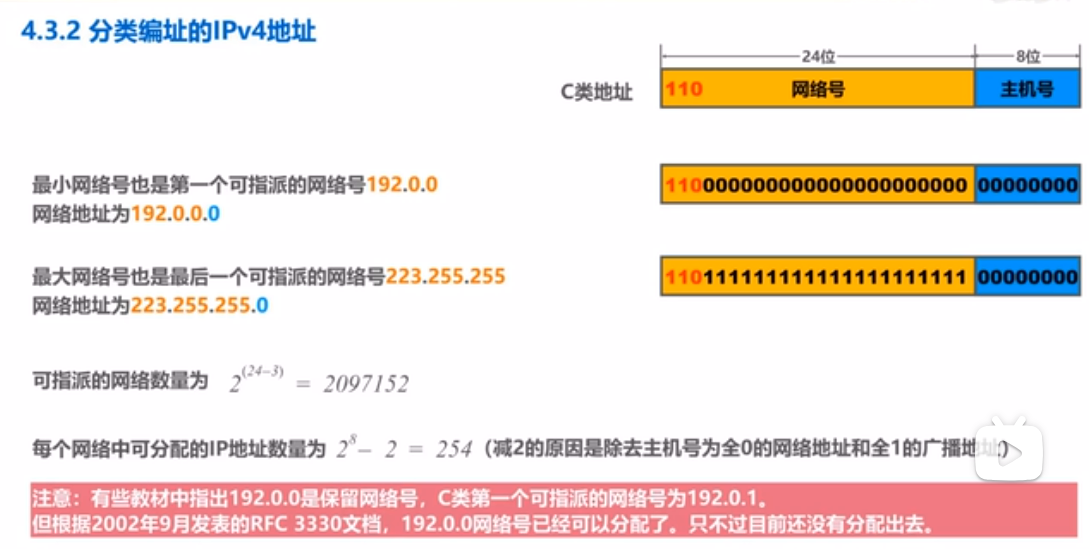 4.3.2 分类编址的IPv4地址
24位 8位
C类地址 110 网络号 主机号
最小网络号也是第一个可指派的网络号192.0.0
网络地址为192.0.0.0
110000000000000000000000 00000000
最大网络号也是最后一个可指派的网络号223.255.255
网络地址为223.255.255.0
110111111111111111111111 00000000
可指派的网络数量为 2^(24-3) = 2097152
每个网络中可分配的IP地址数量为 2^8 - 2 = 254 (减2的原因是除去主机号为全0的网络地址和全1的广播地址)
注意：有些教材中指出192.0.0是保留网络号，C类第一个可指派的网络号为192.0.1。
但根据2002年9月发表的RFC 3330文档，192.0.0网络号已经可以分配了。只不过目前还没有分配出去。